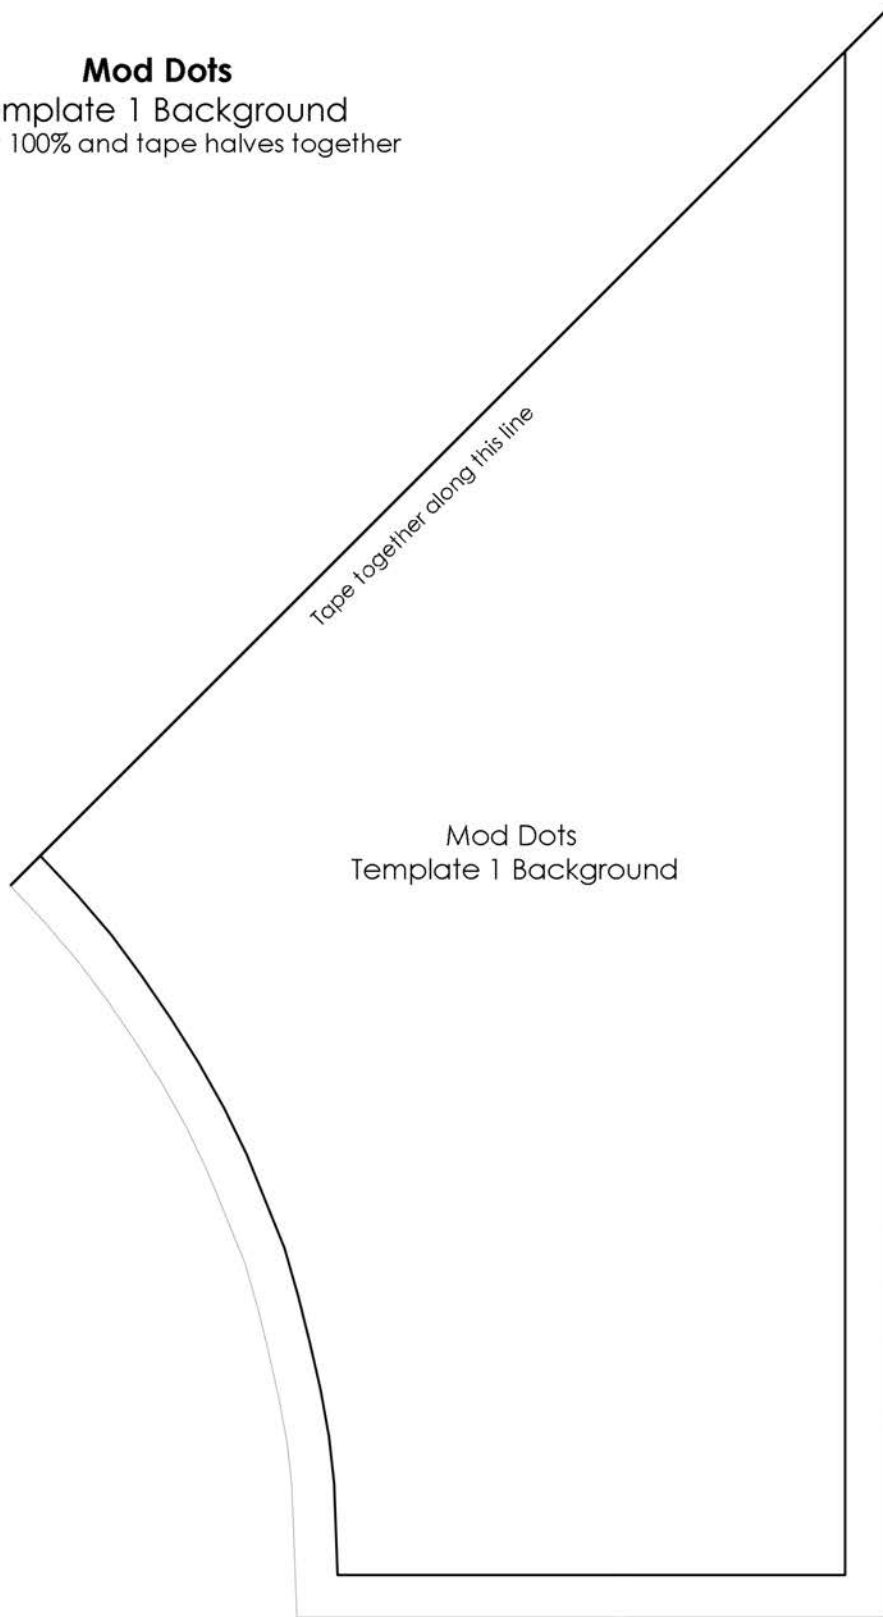 Mod Dots
mplate 1 Background
100% and tape halves together
Tape together along this line
Mod Dots
Template 1 Background